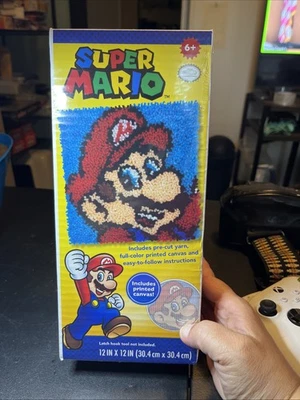 6+
SUPER
MARIO
Includes pre-cut yarn,
full-color printed canvas and
easy-to-follow instructions
Includes
printed
canvas!
Latch hook tool not included.
12 IN X 12 IN (30.4 cm x 30.4 cm)